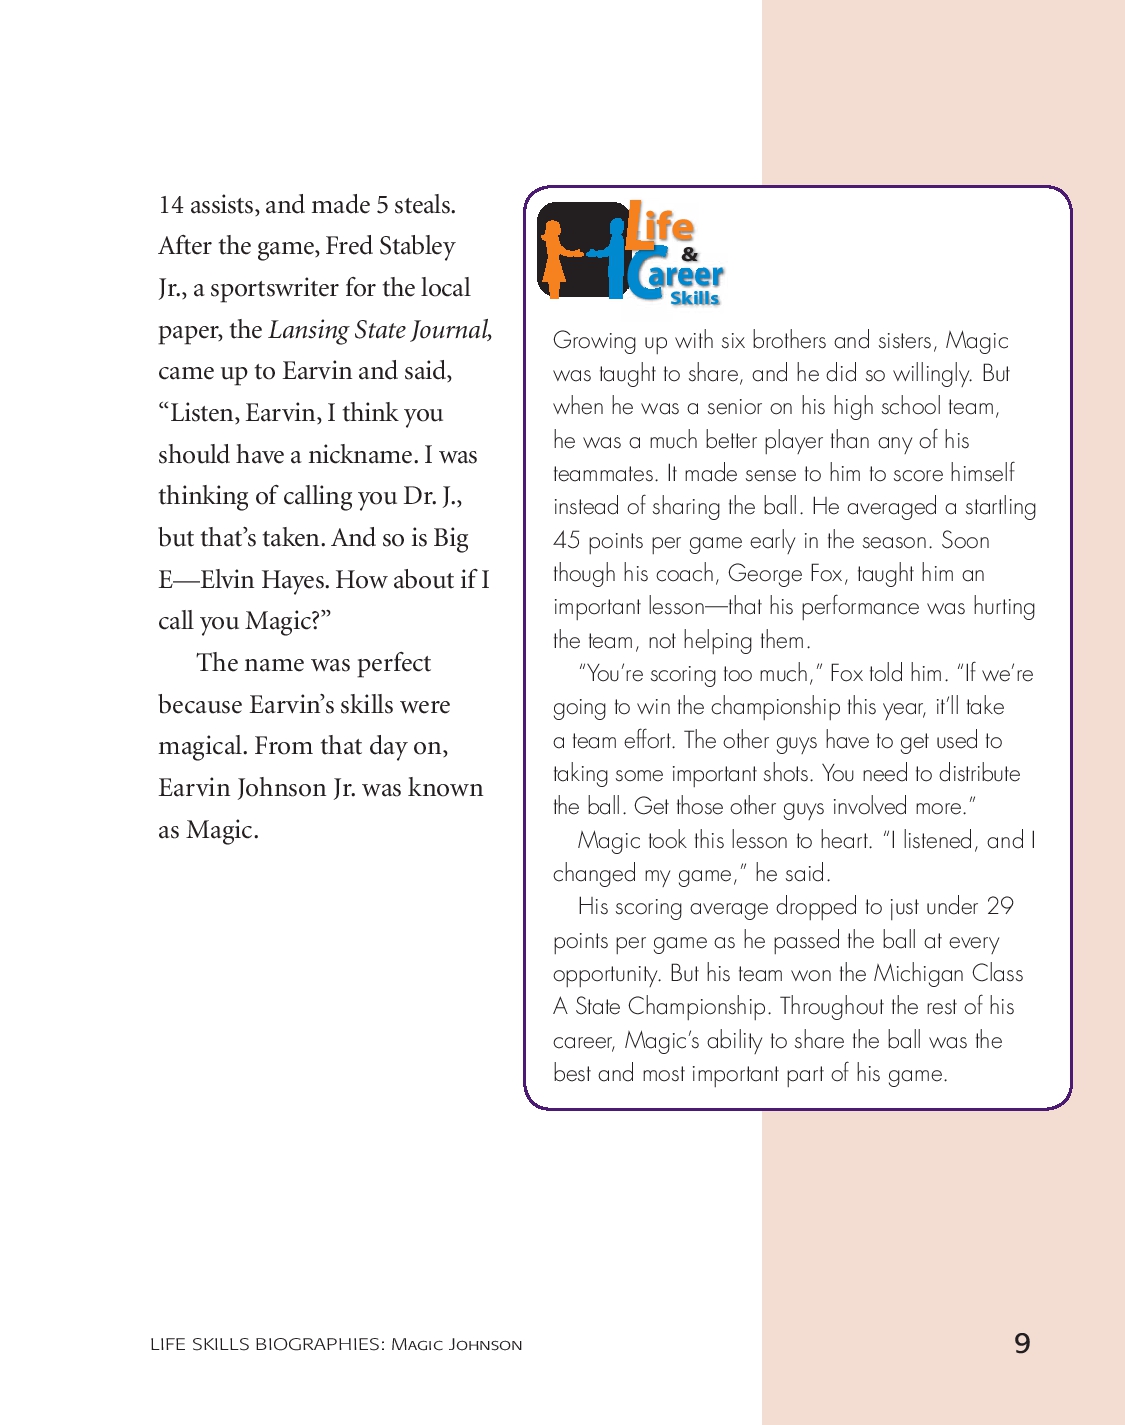 14 assists, and made 5 steals.
After the game, Fred Stabley
Jr., a sportswriter for the local
paper, the Lansing State Journal,
came up to Earvin and said,
“Listen, Earvin, I think you
should have a nickname. I was
thinking of calling you Dr. J.,
but that’s taken. And so is Big
E—Elvin Hayes. How about if I
call you Magic?”
The name was perfect
because Earvin’s skills were
magical. From that day on,
Earvin Johnson Jr. was known
as Magic.
Life
&
Career
Skills
Growing up with six brothers and sisters, Magic
was taught to share, and he did so willingly. But
when he was a senior on his high school team,
he was a much better player than any of his
teammates. It made sense to him to score himself
instead of sharing the ball. He averaged a startling
45 points per game early in the season. Soon
though his coach, George Fox, taught him an
important lesson—that his performance was hurting
the team, not helping them.
“You’re scoring too much,” Fox told him. “If we’re
going to win the championship this year, it’ll take
a team effort. The other guys have to get used to
taking some important shots. You need to distribute
the ball. Get those other guys involved more.”
Magic took this lesson to heart. “I listened, and I
changed my game,” he said.
His scoring average dropped to just under 29
points per game as he passed the ball at every
opportunity. But his team won the Michigan Class
A State Championship. Throughout the rest of his
career, Magic’s ability to share the ball was the
best and most important part of his game.
LIFE SKILLS BIOGRAPHIES: Magic Johnson
9